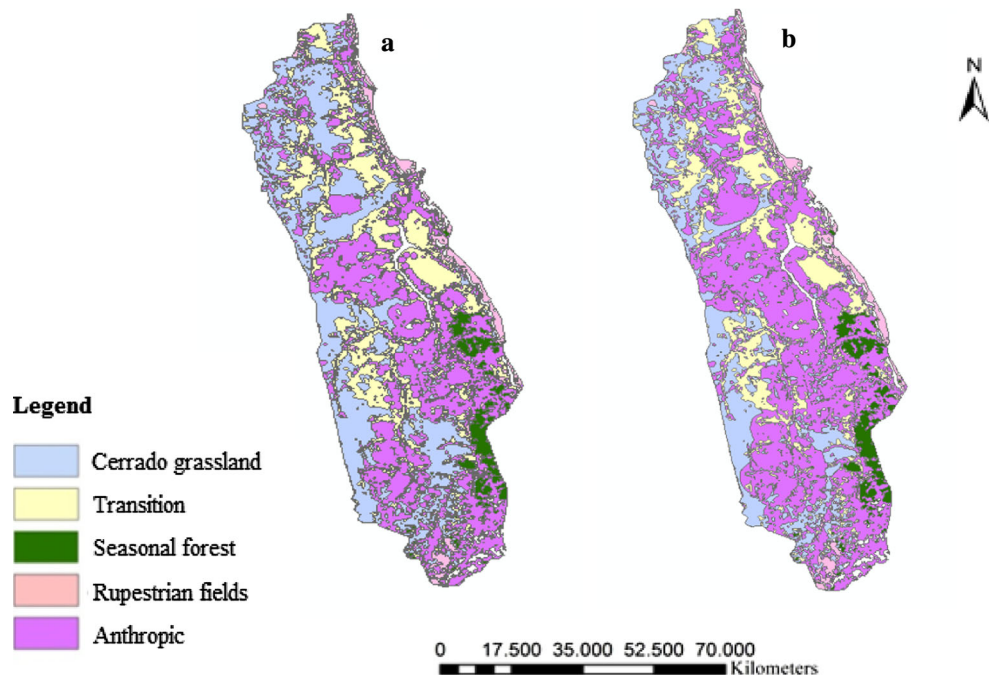 a
b
N
Legend
Cerrado grassland
Transition
Seasonal forest
Rupestrian fields
Anthropic
0 17.500 35.000 52.500 70.000
Kilometers